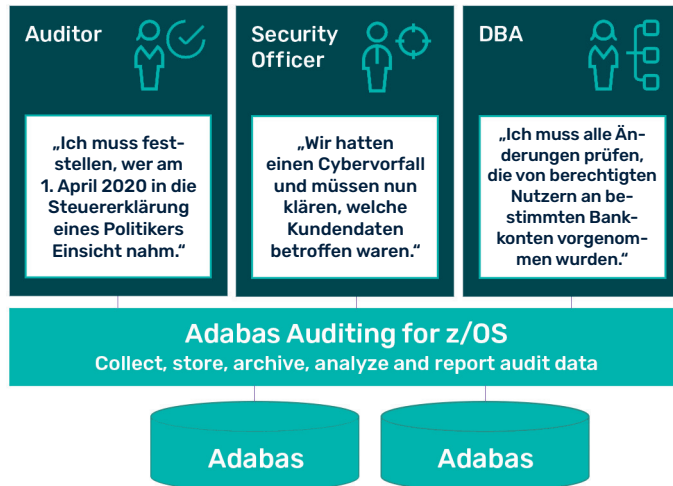 Auditor
„Ich muss fest-
stellen, wer am
1. April 2020 in die
Steuererklärung
eines Politikers
Einsicht nahm.“
Security
Officer
„Wir hatten
einen Cybervorfall
und müssen nun
klären, welche
Kundendaten
betroffen waren.“
DBA
„Ich muss alle Än-
derungen prüfen,
die von berechtigten
Nutzern an be-
stimmten Bank-
konten vorgenom-
men wurden.“
Adabas Auditing for z/OS
Collect, store, archive, analyze and report audit data
Adabas
Adabas